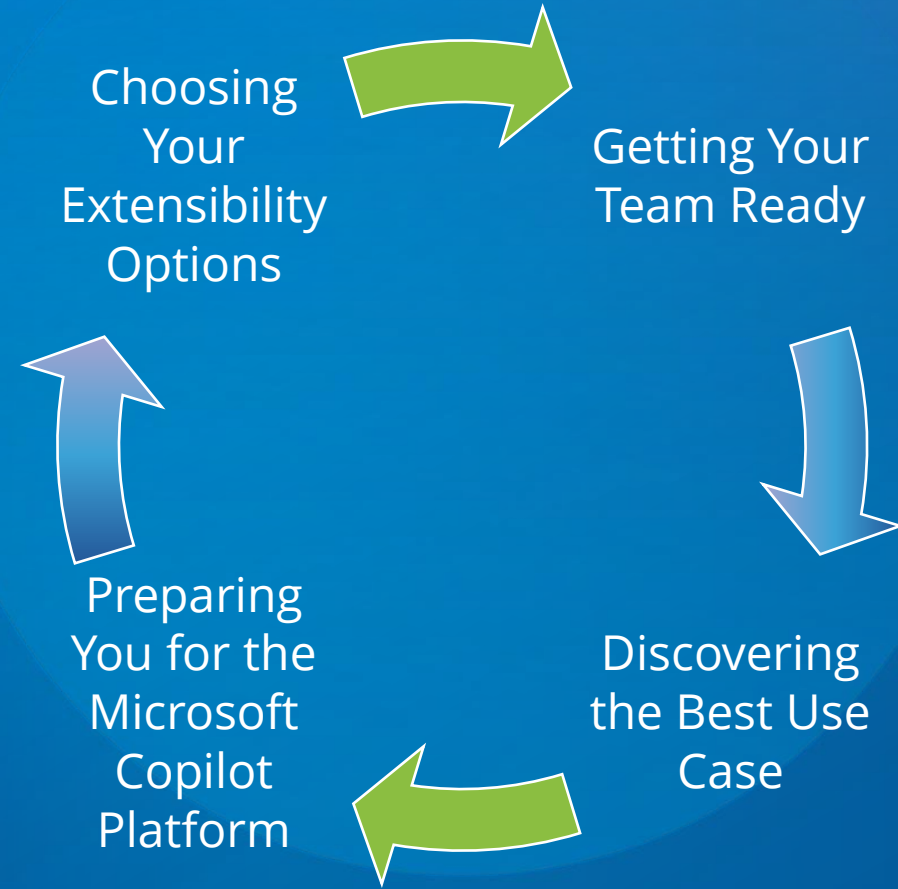 Choosing
Your
Extensibility
Options
Getting Your
Team Ready
Discovering
the Best Use
Case
Preparing
You for the
Microsoft
Copilot
Platform